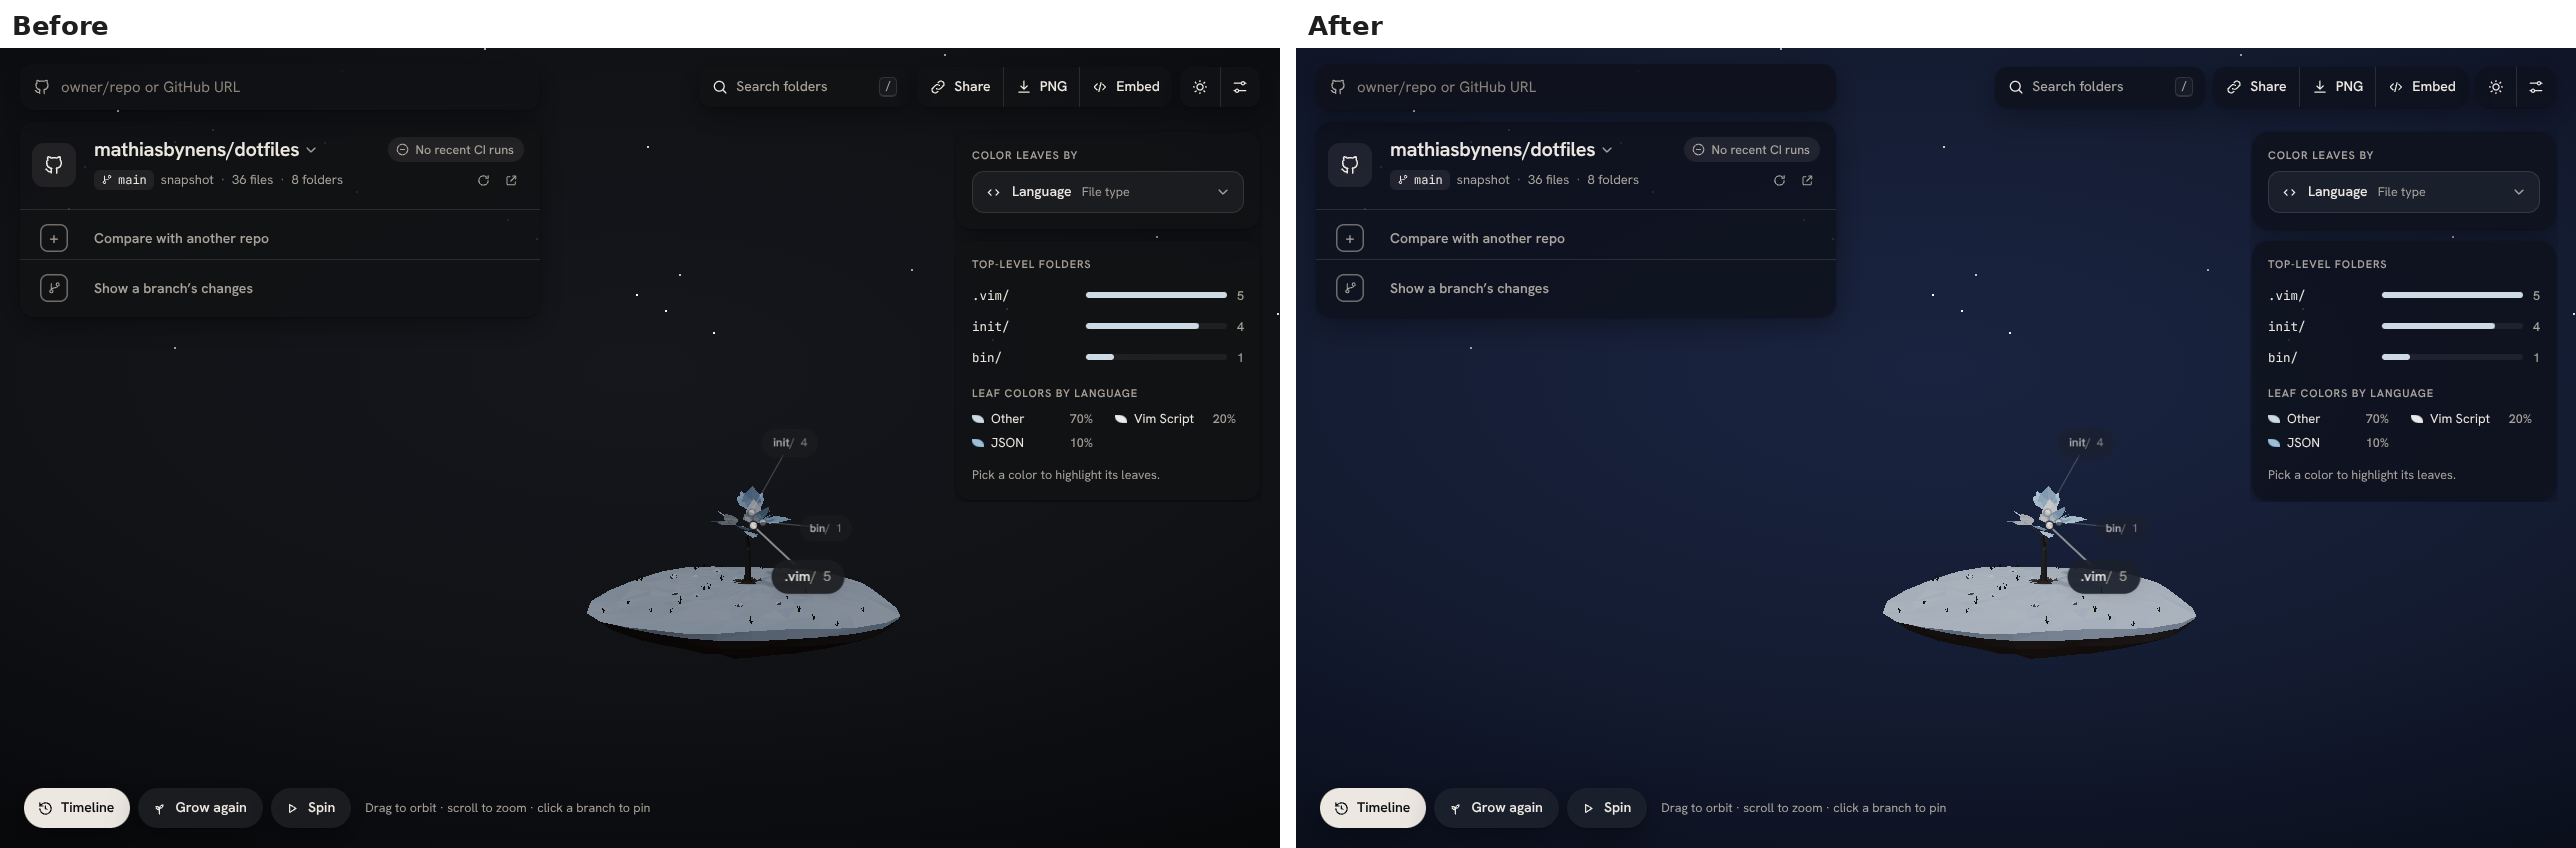 Before
owner/repo or GitHub URL
Search folders /
Share
PNG
Embed
mathiasbynens/dotfiles
No recent CI runs
main snapshot · 36 files · 8 folders
Compare with another repo
Show a branch’s changes
COLOR LEAVES BY
Language File type
TOP-LEVEL FOLDERS
.vim/ 5
init/ 4
bin/ 1
LEAF COLORS BY LANGUAGE
Other 70% Vim Script 20%
JSON 10%
Pick a color to highlight its leaves.
init/ 4
bin/ 1
.vim/ 5
Timeline
Grow again
Spin
Drag to orbit · scroll to zoom · click a branch to pin
After
owner/repo or GitHub URL
Search folders /
Share
PNG
Embed
mathiasbynens/dotfiles
No recent CI runs
main snapshot · 36 files · 8 folders
Compare with another repo
Show a branch’s changes
COLOR LEAVES BY
Language File type
TOP-LEVEL FOLDERS
.vim/ 5
init/ 4
bin/ 1
LEAF COLORS BY LANGUAGE
Other 70% Vim Script 20%
JSON 10%
Pick a color to highlight its leaves.
init/ 4
bin/ 1
.vim/ 5
Timeline
Grow again
Spin
Drag to orbit · scroll to zoom · click a branch to pin